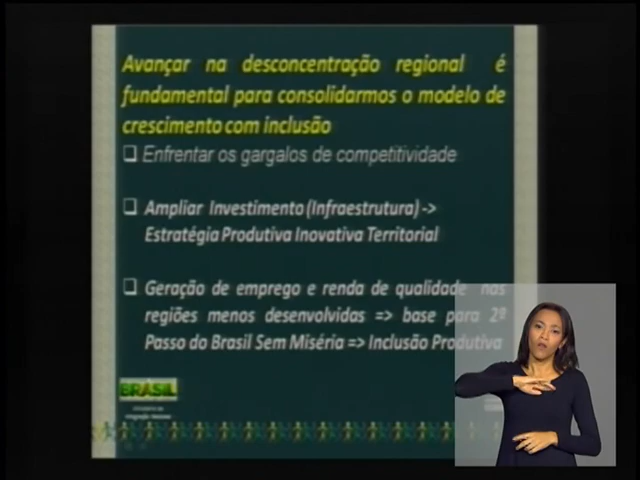 Avançar na desconcentração regional é
fundamental para consolidarmos o modelo de
crescimento com inclusão
❑ Enfrentar os gargalos de competitividade
❑ Ampliar Investimento (Infraestrutura) ->
Estratégia Produtiva Inovativa Territorial
❑ Geração de emprego e renda de qualidade nas
regiões menos desenvolvidas => base para 2º
Passo do Brasil Sem Miséria => Inclusão Produtiva
BRASIL